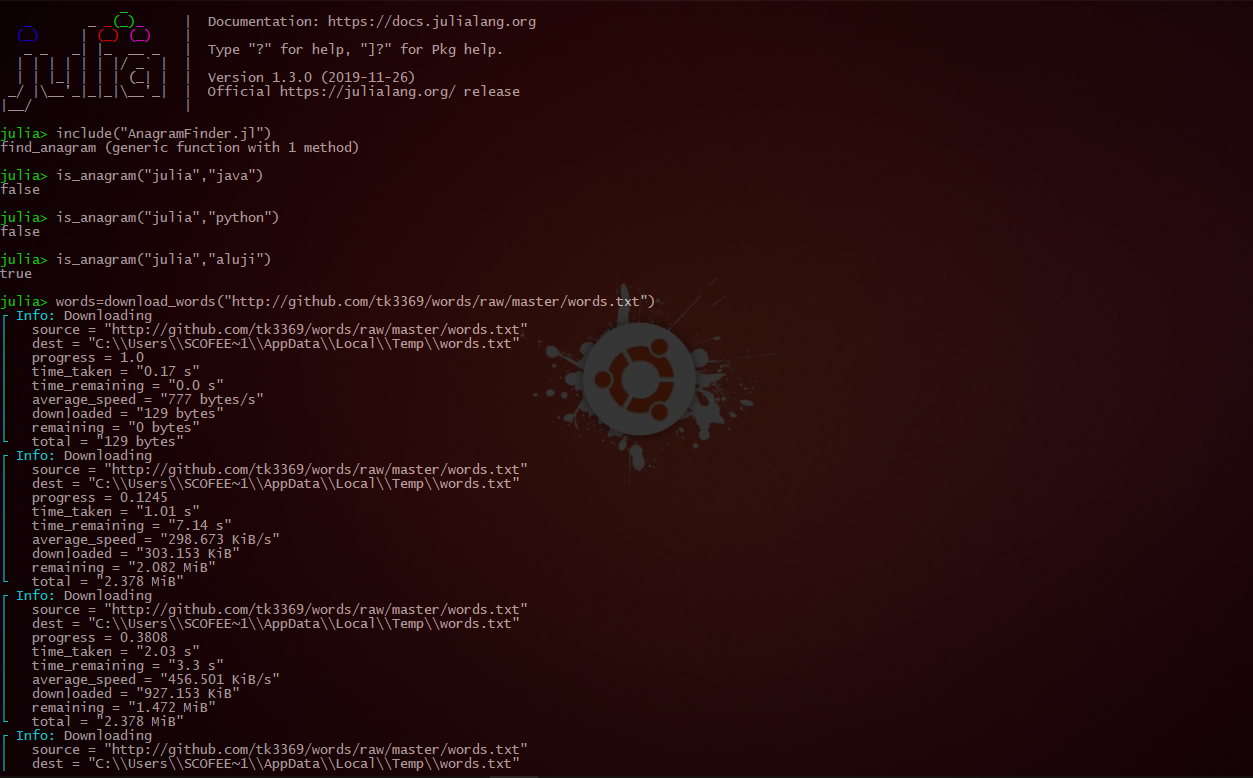 _
   _       _ _(_)_     |  Documentation: https://docs.julialang.org
  (_)     | (_) (_)    |
   _ _   _| |_  __ _   |  Type "?" for help, "]?" for Pkg help.
  | | | | | | |/ _` |  |
  | | |_| | | | (_| |  |  Version 1.3.0 (2019-11-26)
 _/ |\__'_|_|_|\__'_|  |  Official https://julialang.org/ release
|__/                   |
julia> include("AnagramFinder.jl")
find_anagram (generic function with 1 method)
julia> is_anagram("julia","java")
false
julia> is_anagram("julia","python")
false
julia> is_anagram("julia","aluji")
true
julia> words=download_words("http://github.com/tk3369/words/raw/master/words.txt")
┌ Info: Downloading
│   source = "http://github.com/tk3369/words/raw/master/words.txt"
│   dest = "C:\\Users\\SCOFEE~1\\AppData\\Local\\Temp\\words.txt"
│   progress = 1.0
│   time_taken = "0.17 s"
│   time_remaining = "0.0 s"
│   average_speed = "777 bytes/s"
│   downloaded = "129 bytes"
│   remaining = "0 bytes"
└   total = "129 bytes"
┌ Info: Downloading
│   source = "http://github.com/tk3369/words/raw/master/words.txt"
│   dest = "C:\\Users\\SCOFEE~1\\AppData\\Local\\Temp\\words.txt"
│   progress = 0.1245
│   time_taken = "1.01 s"
│   time_remaining = "7.14 s"
│   average_speed = "298.673 KiB/s"
│   downloaded = "303.153 KiB"
│   remaining = "2.082 MiB"
└   total = "2.378 MiB"
┌ Info: Downloading
│   source = "http://github.com/tk3369/words/raw/master/words.txt"
│   dest = "C:\\Users\\SCOFEE~1\\AppData\\Local\\Temp\\words.txt"
│   progress = 0.3808
│   time_taken = "2.03 s"
│   time_remaining = "3.3 s"
│   average_speed = "456.501 KiB/s"
│   downloaded = "927.153 KiB"
│   remaining = "1.472 MiB"
└   total = "2.378 MiB"
┌ Info: Downloading
│   source = "http://github.com/tk3369/words/raw/master/words.txt"
│   dest = "C:\\Users\\SCOFEE~1\\AppData\\Local\\Temp\\words.txt"